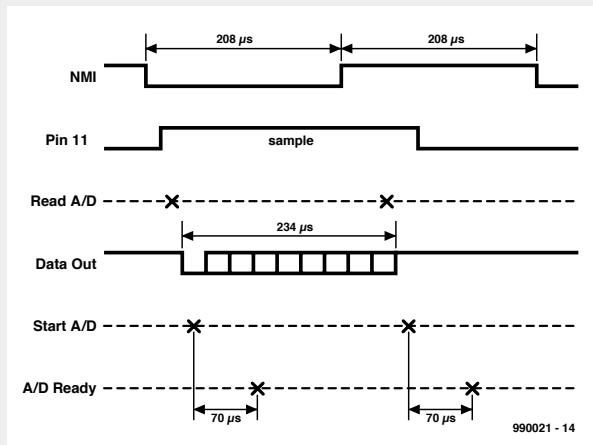 208 µs 208 µs
NMI
Pin 11 sample
Read A/D
234 µs
Data Out
Start A/D
A/D Ready
70 µs 70 µs
990021 - 14